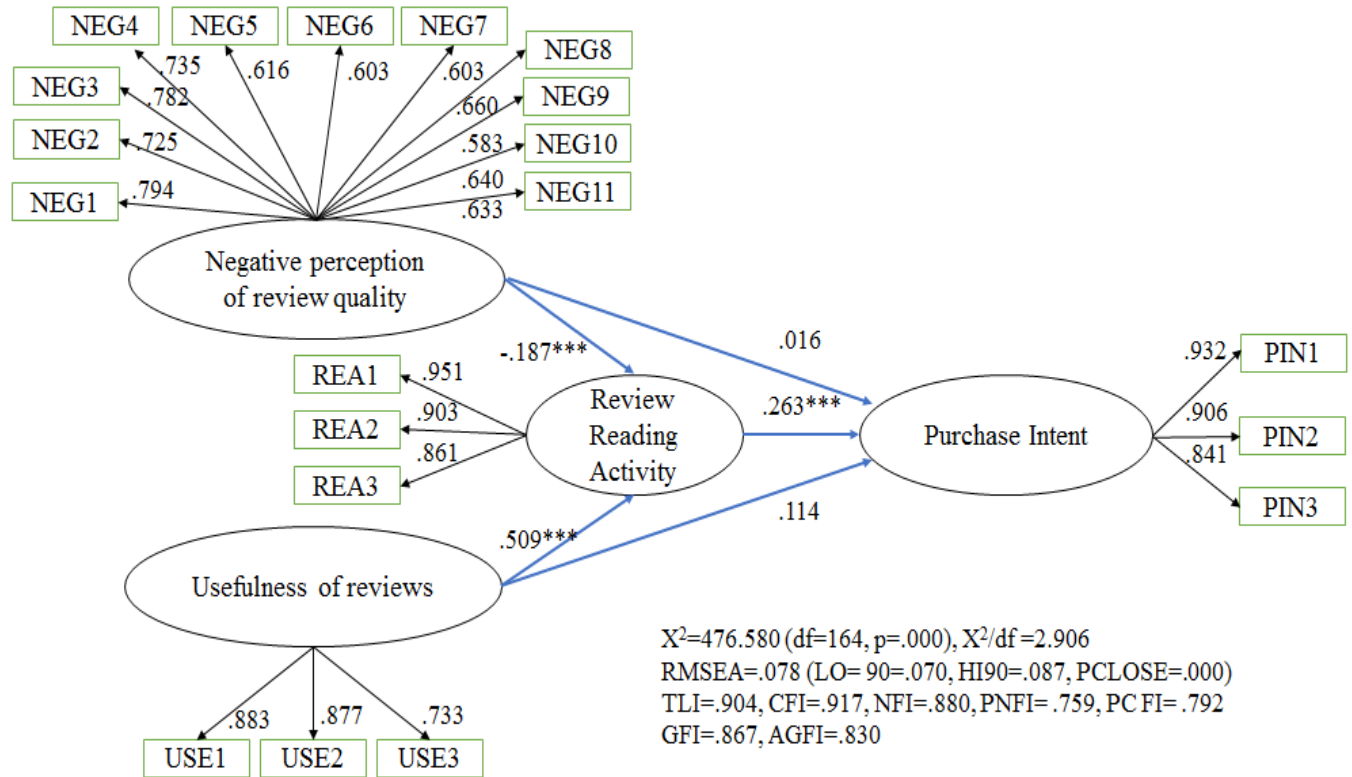 NEG4
NEG5
NEG6
NEG7
NEG8
NEG3
NEG9
NEG2
NEG10
NEG1
NEG11
.735
.616
.603
.603
.782
.660
.725
.583
.794
.640
.633
Negative perception
of review quality
-.187***
.016
REA1
.951
REA2
.903
REA3
.861
Review
Reading
Activity
.263***
Purchase Intent
.932
PIN1
.906
PIN2
.841
PIN3
.509***
.114
Usefulness of reviews
.883
.877
.733
USE1
USE2
USE3
X²=476.580 (df=164, p=.000), X²/df =2.906
RMSEA=.078 (LO= 90=.070, HI90=.087, PCLOSE=.000)
TLI=.904, CFI=.917, NFI=.880, PNFI= .759, PC FI= .792
GFI=.867, AGFI=.830